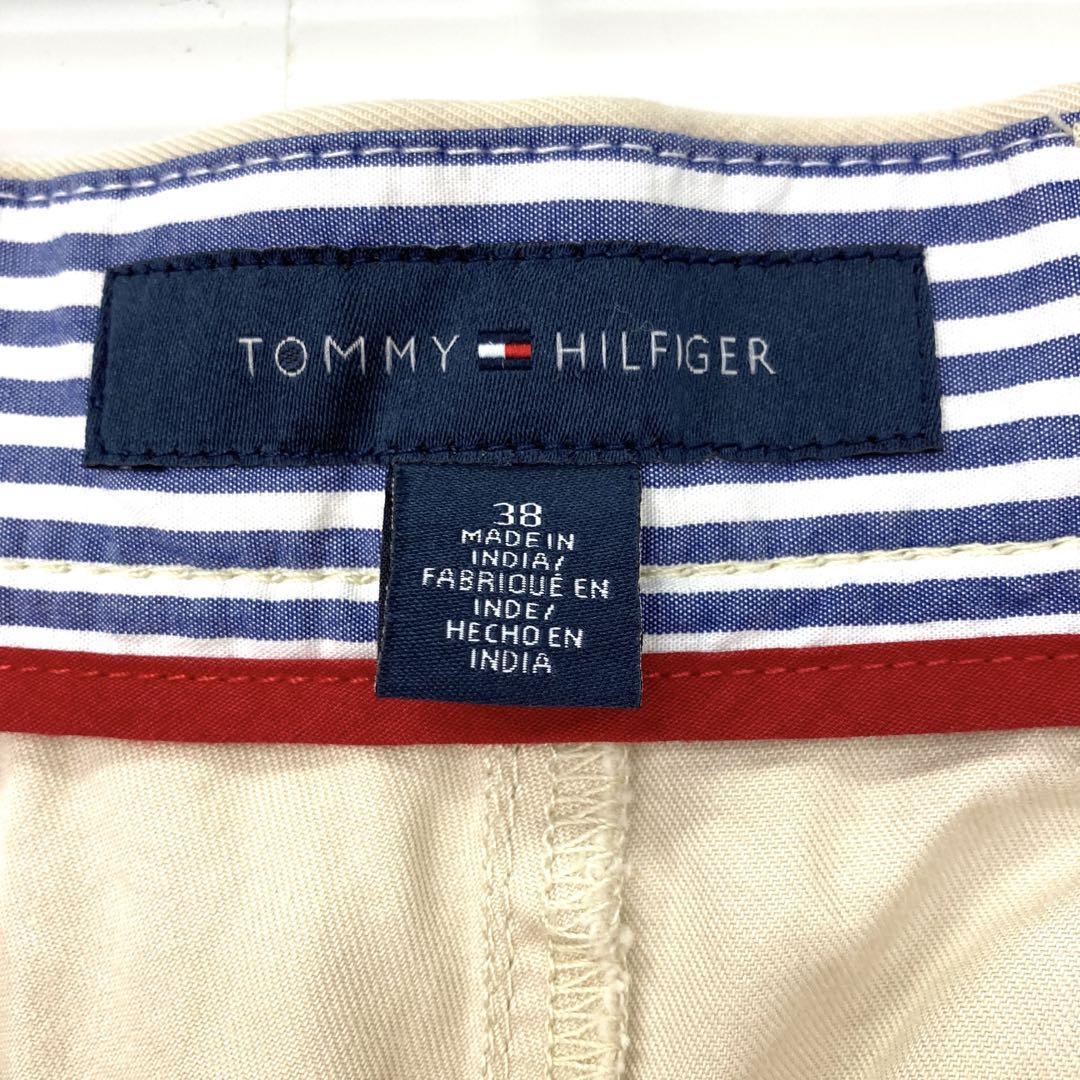 TOMMY HILFIGER
38
MADE IN
INDIA/
FABRIQUÉ EN
INDE/
HECHO EN
INDIA